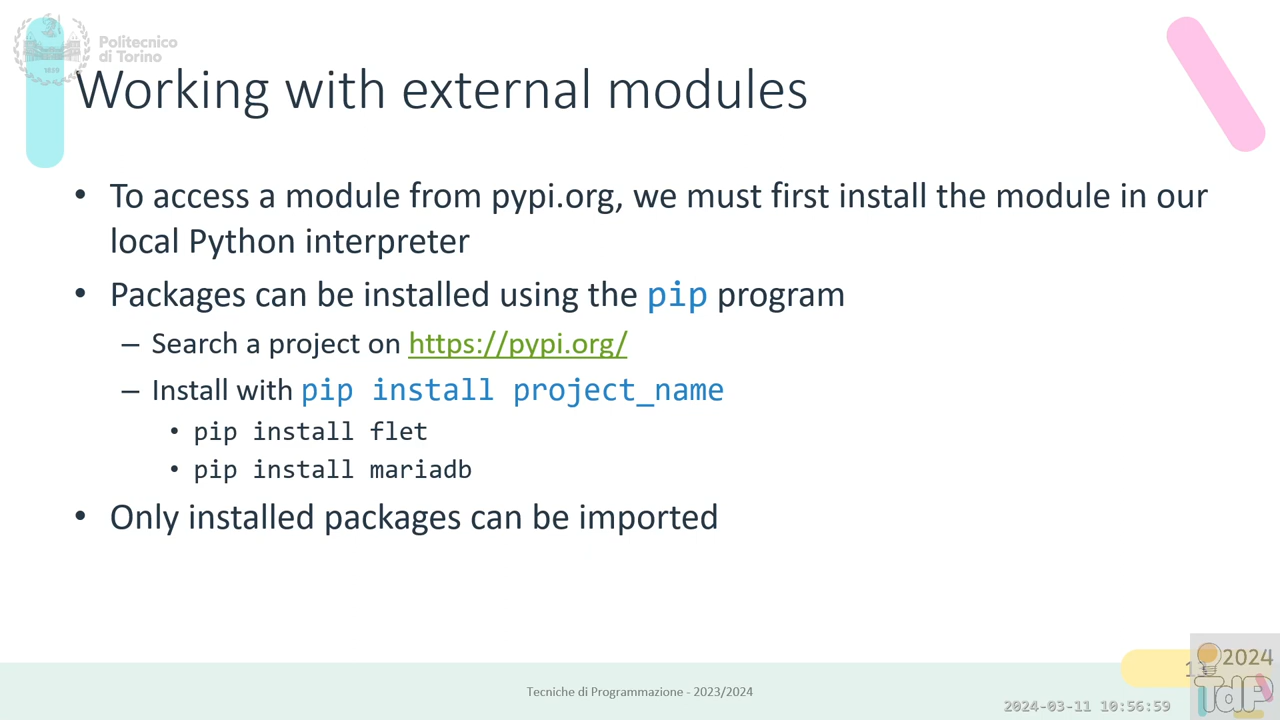 Politecnico
di Torino
1859
Working with external modules
• To access a module from pypi.org, we must first install the module in our
local Python interpreter
• Packages can be installed using the pip program
– Search a project on https://pypi.org/
– Install with pip install project_name
• pip install flet
• pip install mariadb
• Only installed packages can be imported
Tecniche di Programmazione - 2023/2024
2024
TdP
2024-03-11 10:56:59